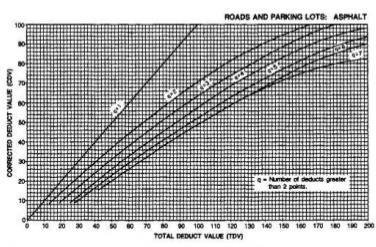 ROADS AND PARKING LOTS: ASPHALT
CORRECTED DEDUCT VALUE (CDV)
100
90
80
70
60
50
40
30
20
10
0
q=1
q=2
q=3
q=4
q=5
q=6
q=7
q = Number of deducts greater
than 2 points.
0 10 20 30 40 50 60 70 80 90 100 110 120 130 140 150 160 170 180 190 200
TOTAL DEDUCT VALUE (TDV)